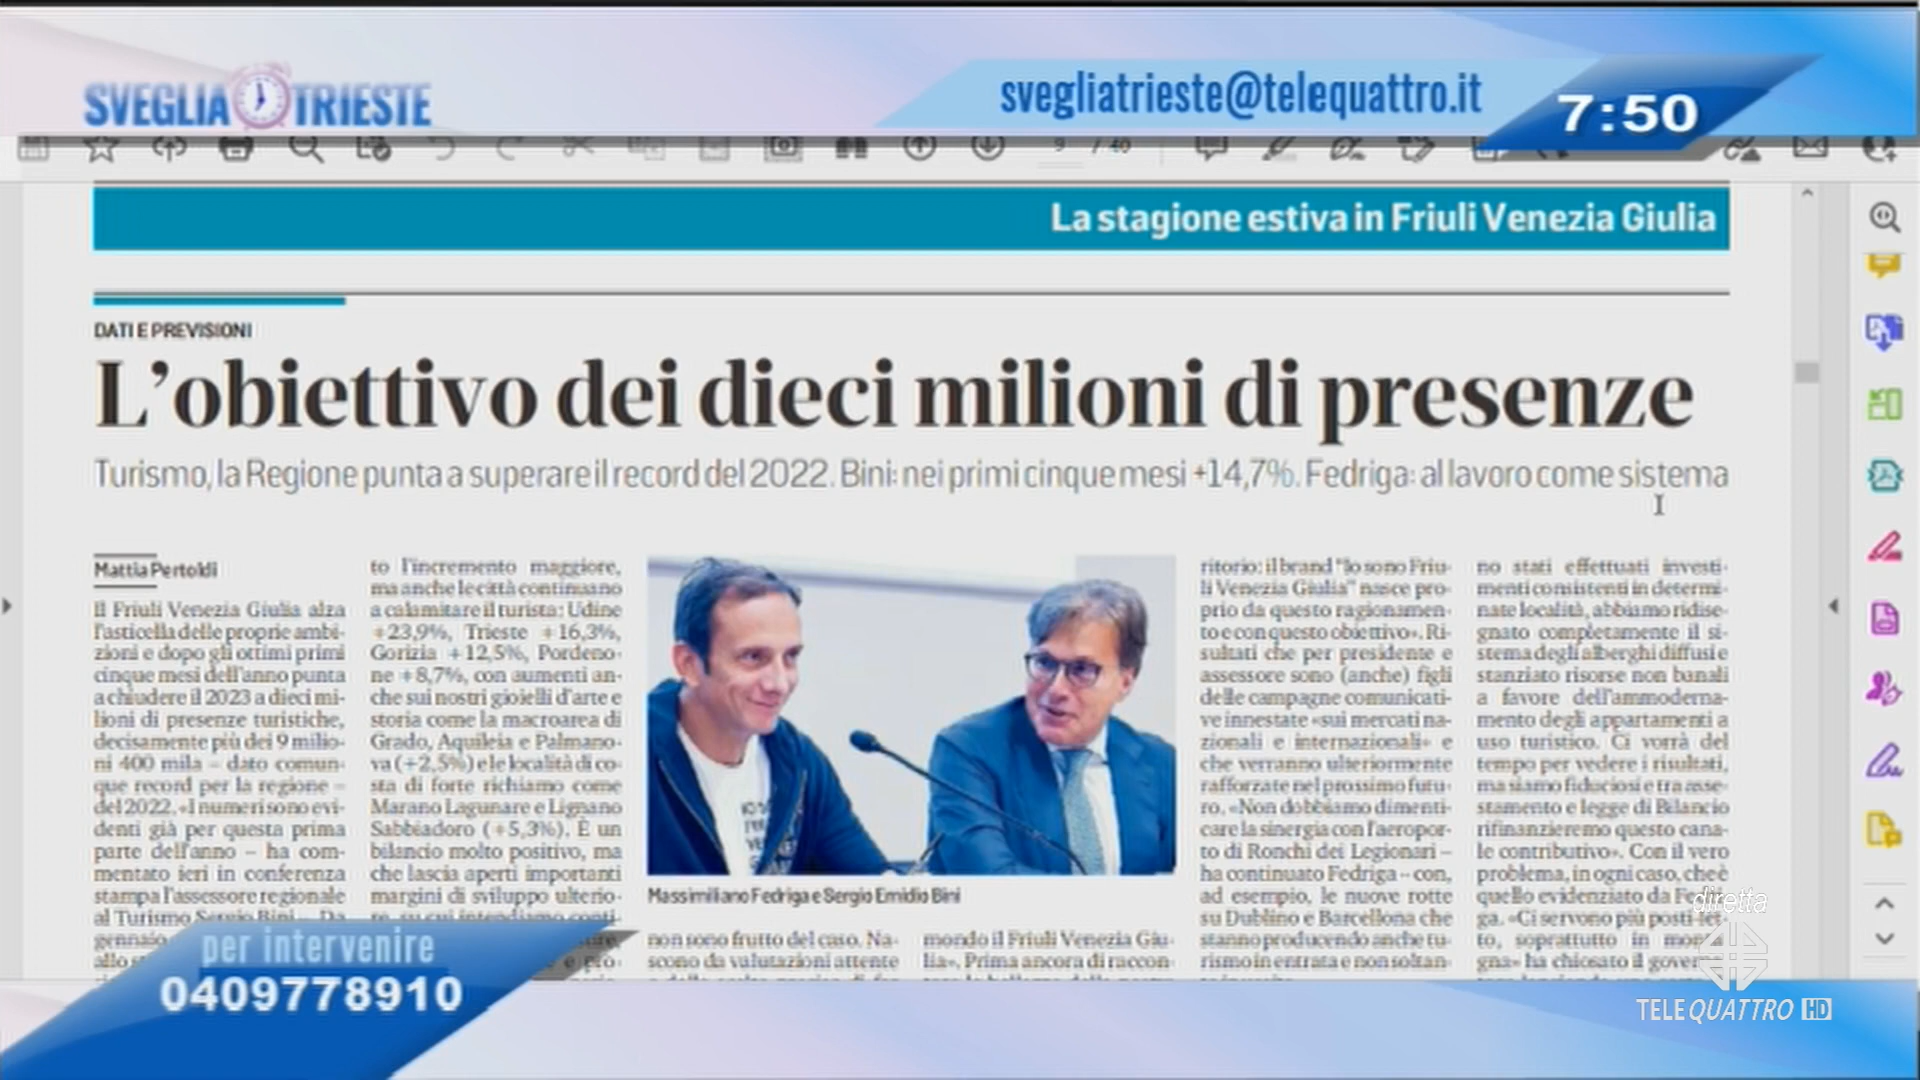 SVEGLIA TRIESTE
svegliatrieste@telequattro.it
7:50
9 / 40
La stagione estiva in Friuli Venezia Giulia
DATI E PREVISIONI
L'obiettivo dei dieci milioni di presenze
Turismo, la Regione punta a superare il record del 2022. Bini: nei primi cinque mesi +14,7%. Fedriga: al lavoro come sistema
Mattia Pertoldi
Il Friuli Venezia Giulia alza
l'asticella delle proprie ambi-
zioni e dopo gli ottimi primi
cinque mesi dell'anno punta
a chiudere il 2023 a dieci mi-
lioni di presenze turistiche,
decisamente più dei 9 milio-
ni 400 mila – dato comun-
que record per la regione –
del 2022. «I numeri sono evi-
denti già per questa prima
parte dell'anno – ha com-
mentato ieri in conferenza
stampa l'assessore regionale
al Turismo Sergio Bini –. Da
gennaio
allo
to l'incremento maggiore,
ma anche le città continuano
a calamitare il turista: Udine
+23,9%, Trieste +16,3%,
Gorizia +12,5%, Pordeno-
ne +8,7%, con aumenti an-
che sui nostri gioielli d'arte e
storia come la macroarea di
Grado, Aquileia e Palmano-
va (+2,5%) e le località di co-
sta di forte richiamo come
Marano Lagunare e Lignano
Sabbiadoro (+5,3%). È un
bilancio molto positivo, ma
che lascia aperti importanti
margini di sviluppo ulterio-
re, su cui intendiamo conti-
Massimiliano Fedriga e Sergio Emidio Bini
non sono frutto del caso. Na-
scono da valutazioni attente
mondo il Friuli Venezia Giu-
lia». Prima ancora di raccon-
ritorio: il brand "Io sono Friu-
li Venezia Giulia" nasce pro-
prio da questo ragionamen-
to e con questo obiettivo». Ri-
sultati che per presidente e
assessore sono (anche) figli
delle campagne comunicati-
ve innestate «sui mercati na-
zionali e internazionali» e
che verranno ulteriormente
rafforzate nel prossimo futu-
ro. «Non dobbiamo dimenti-
care la sinergia con l'aeropor-
to di Ronchi dei Legionari –
ha continuato Fedriga – con,
ad esempio, le nuove rotte
su Dublino e Barcellona che
stanno producendo anche tu-
rismo in entrata e non soltan-
no stati effettuati investi-
menti consistenti in determi-
nate località, abbiamo ridise-
gnato completamente il si-
stema degli alberghi diffusi e
stanziato risorse non banali
a favore dell'ammoderna-
mento degli appartamenti a
uso turistico. Ci vorrà del
tempo per vedere i risultati,
ma siamo fiduciosi e tra asse-
stamento e legge di Bilancio
rifinanzieremo questo cana-
le contributivo». Con il vero
problema, in ogni caso, che è
quello evidenziato da Fedri-
ga. «Ci servono più posti let-
to, soprattutto in monta-
gna» ha chiosato il gover
per intervenire
0409778910
diretta
TELEQUATTRO HD